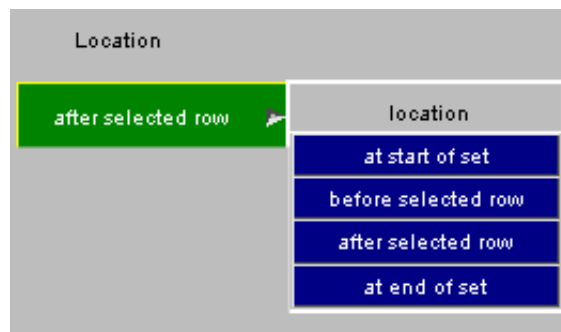 Location
after selected row
location
at start of set
before selected row
after selected row
at end of set